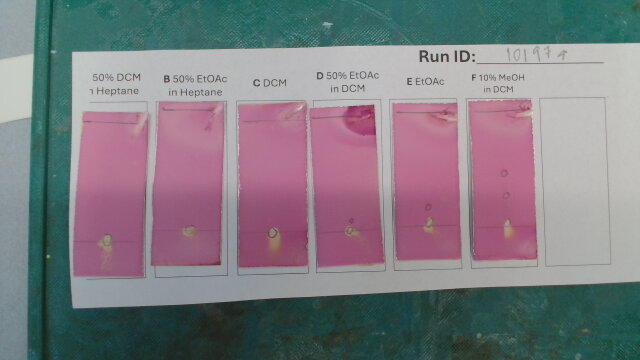 Run ID: 10197
50% DCM
n Heptane
B 50% EtOAc
in Heptane
C DCM
D 50% EtOAc
in DCM
E EtOAc
F 10% MeOH
in DCM